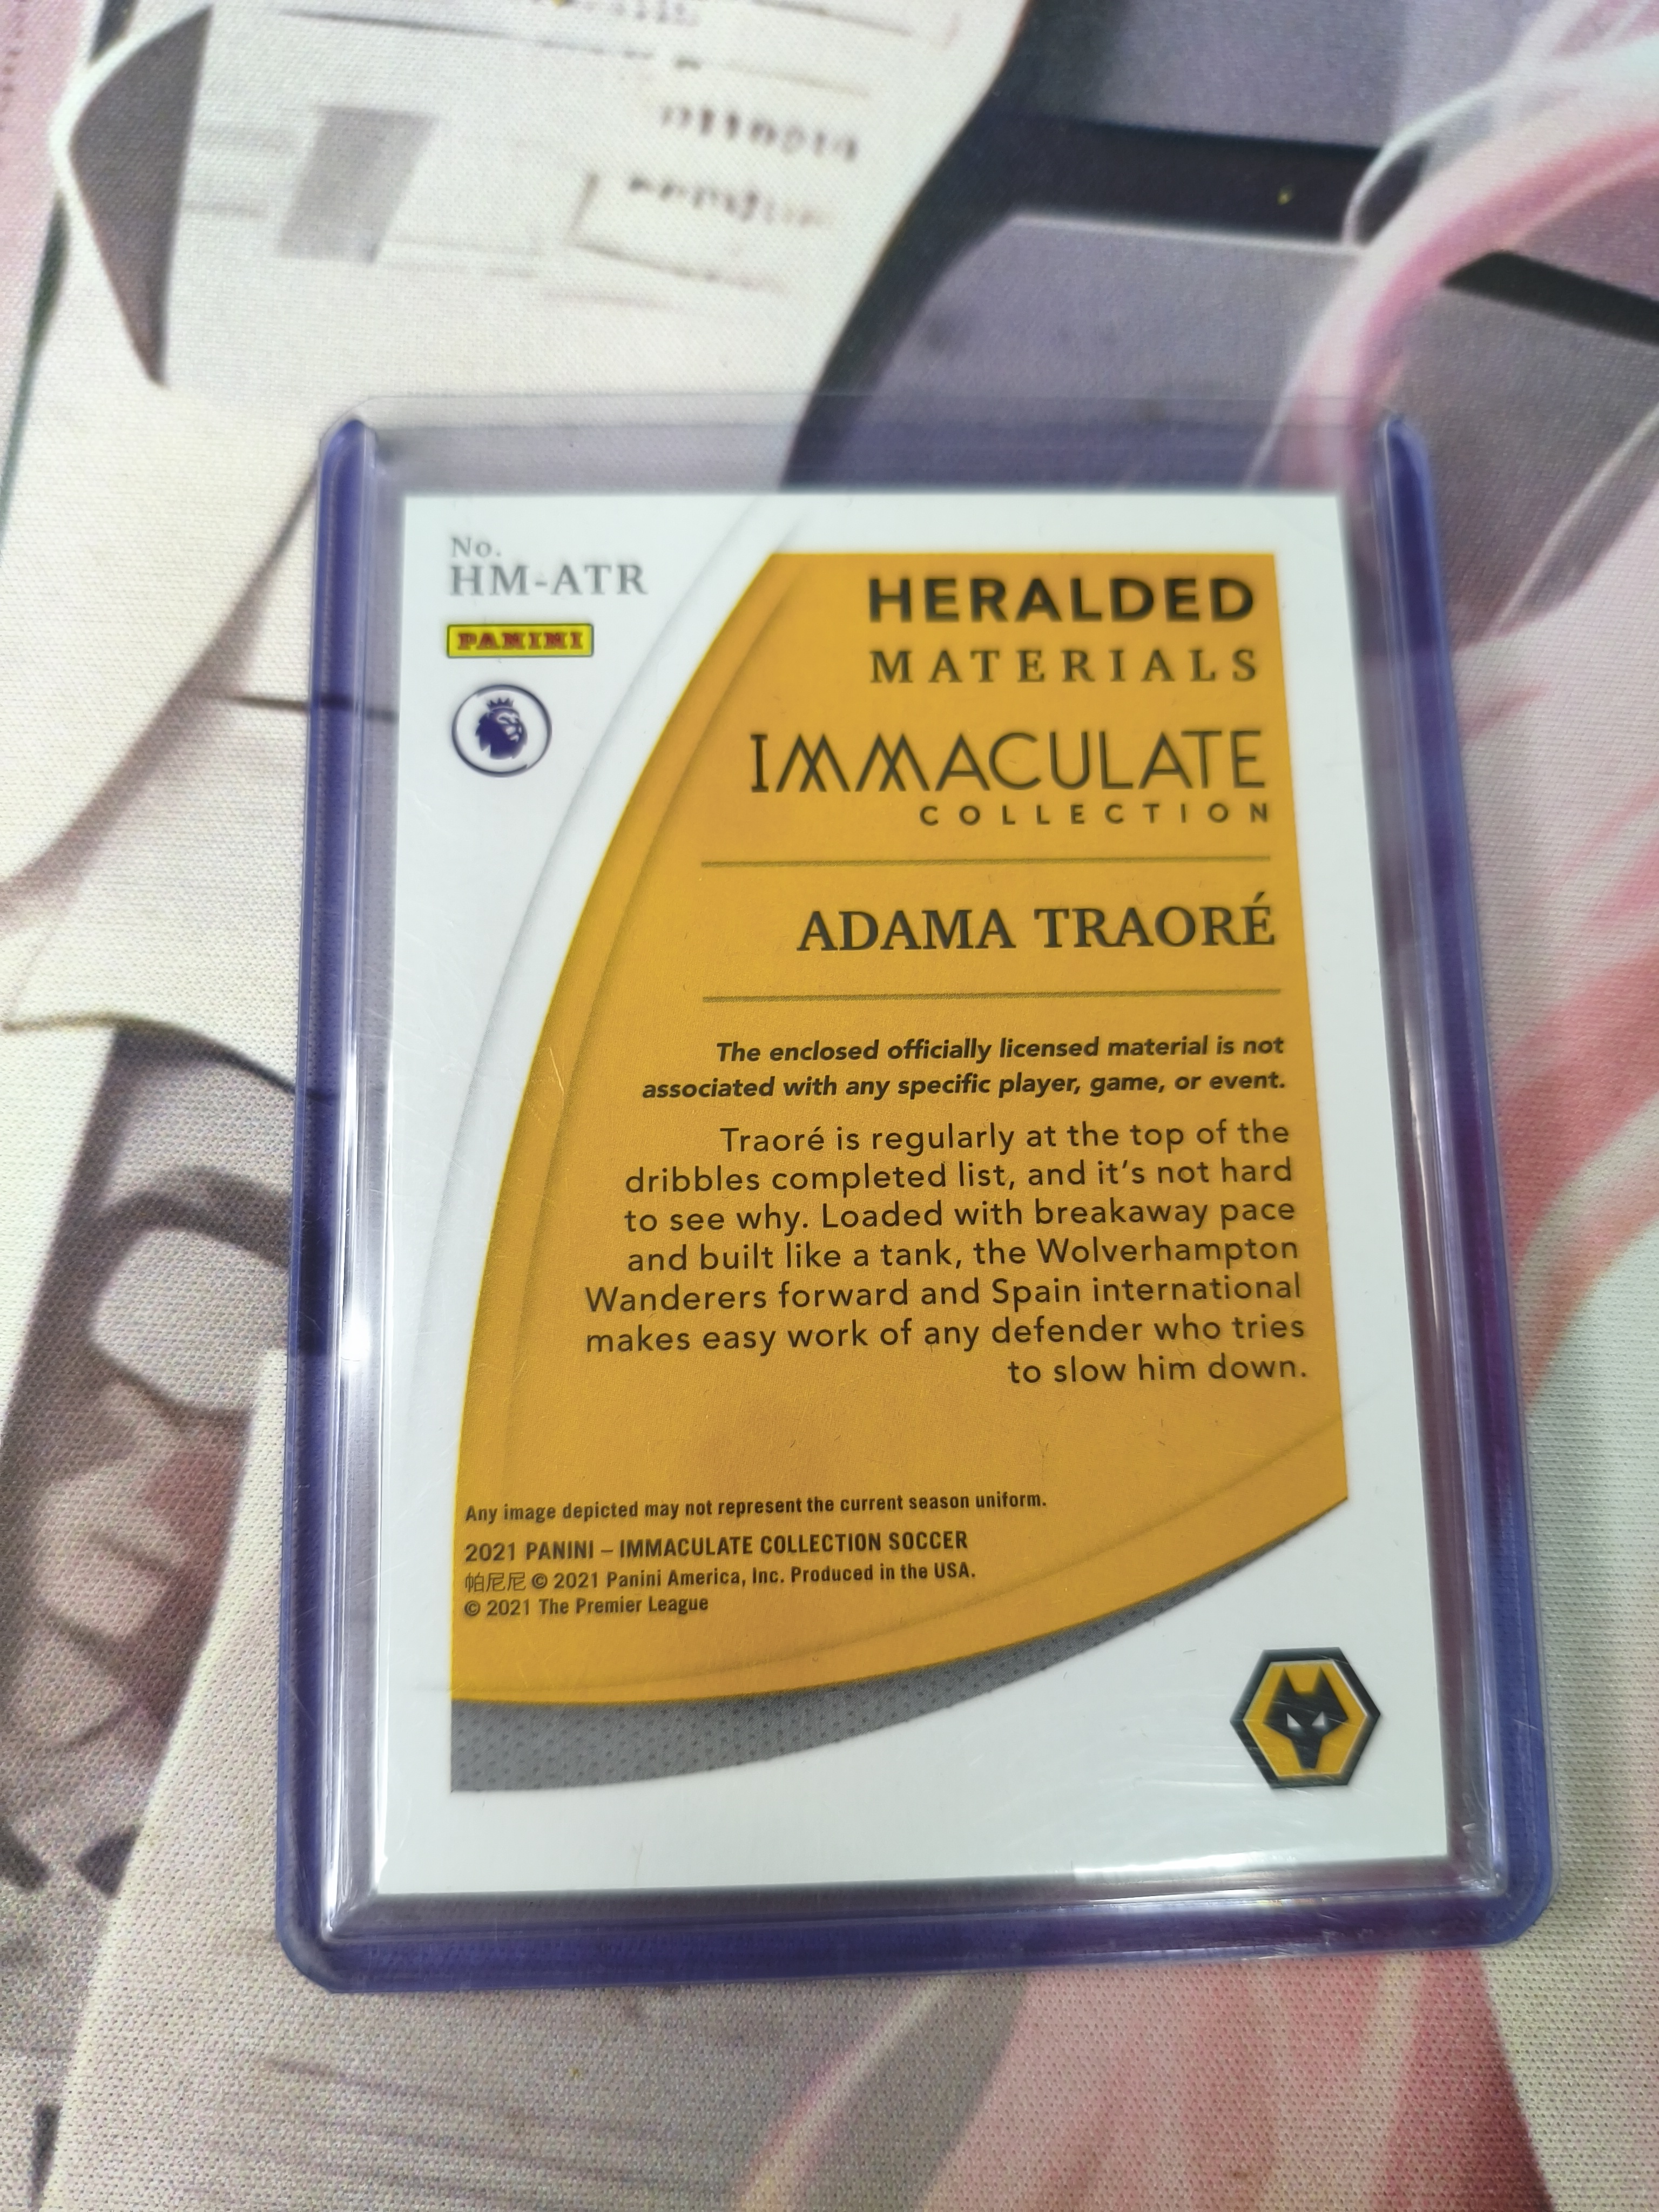 No.
HM-ATR
PANINI
HERALDED
MATERIALS
IMMACULATE
COLLECTION
ADAMA TRAORÉ
The enclosed officially licensed material is not
associated with any specific player, game, or event.
Traoré is regularly at the top of the
dribbles completed list, and it's not hard
to see why. Loaded with breakaway pace
and built like a tank, the Wolverhampton
Wanderers forward and Spain international
makes easy work of any defender who tries
to slow him down.
Any image depicted may not represent the current season uniform.
2021 PANINI – IMMACULATE COLLECTION SOCCER
帕尼尼 © 2021 Panini America, Inc. Produced in the USA.
© 2021 The Premier League